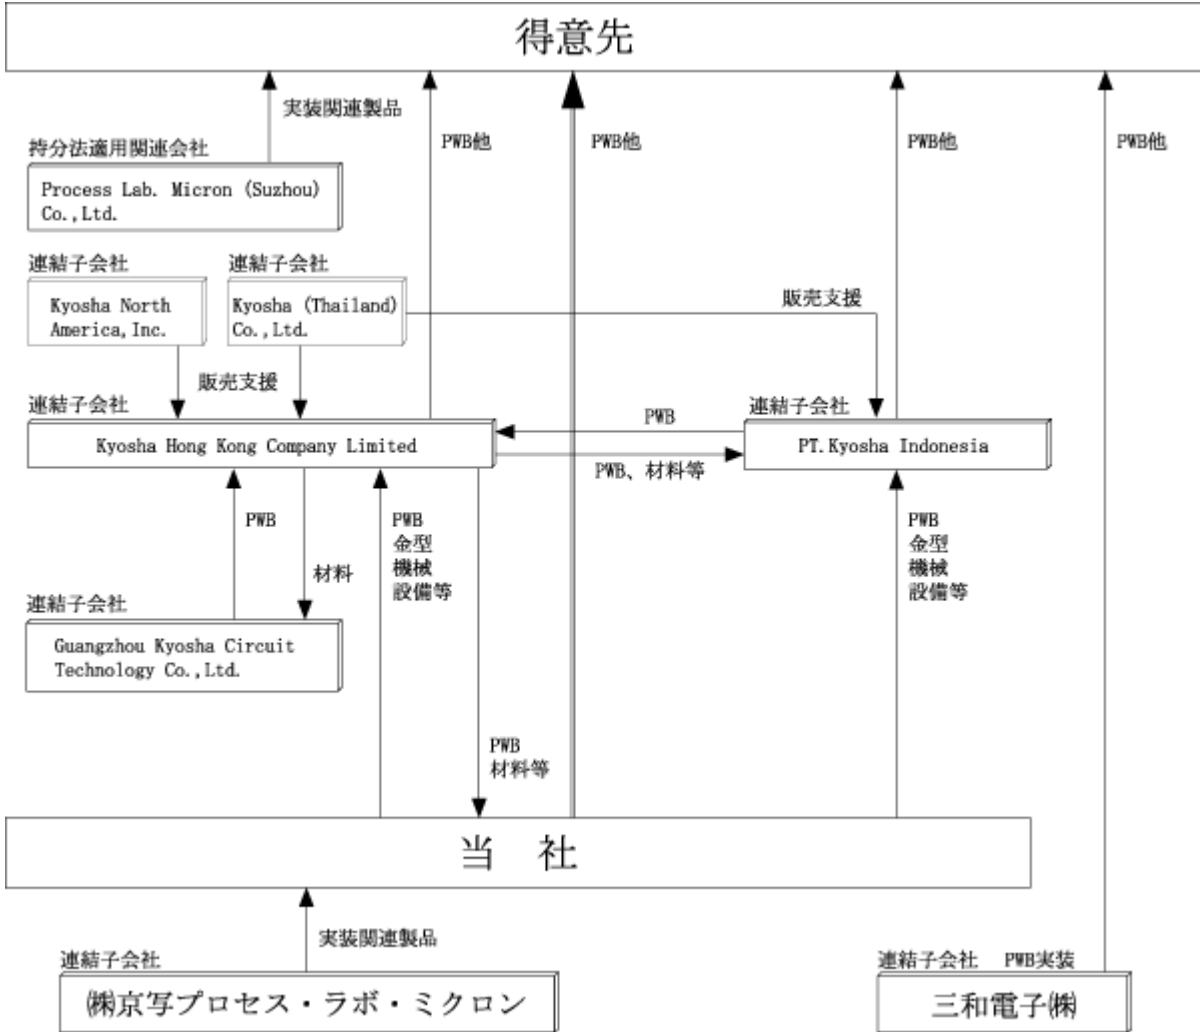 得意先
実装関連製品
PWB他
PWB他
PWB他
PWB他
持分法適用関連会社
Process Lab. Micron (Suzhou)
Co.,Ltd.
連結子会社
連結子会社
Kyosha North
America,Inc.
Kyosha (Thailand)
Co.,Ltd.
販売支援
販売支援
連結子会社
Kyosha Hong Kong Company Limited
PWB
PWB、材料等
連結子会社
PT.Kyosha Indonesia
PWB
材料
PWB
金型
機械
設備等
PWB
金型
機械
設備等
連結子会社
Guangzhou Kyosha Circuit
Technology Co.,Ltd.
PWB
材料等
当 社
実装関連製品
連結子会社
㈱京写プロセス・ラボ・ミクロン
連結子会社 PWB実装
三和電子㈱